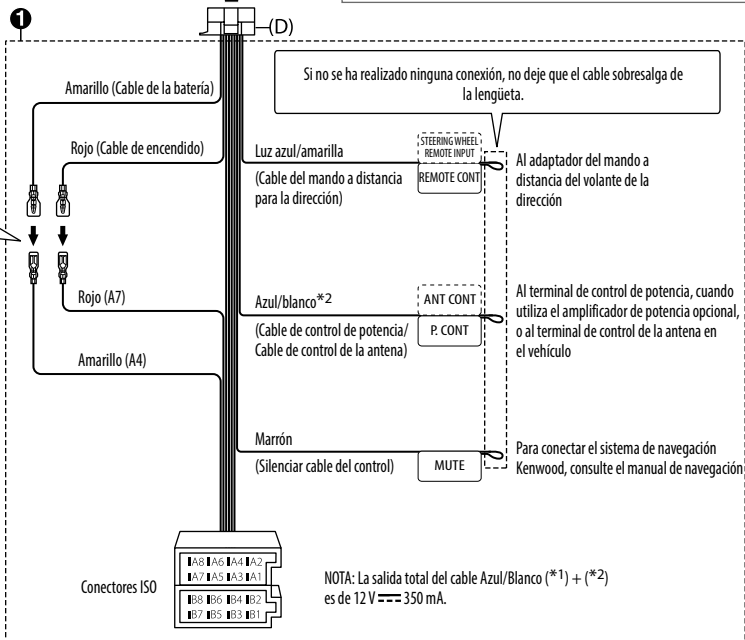 ❶
(D)
Si no se ha realizado ninguna conexión, no deje que el cable sobresalga de
la lengüeta.
Amarillo (Cable de la batería)
Rojo (Cable de encendido)
Luz azul/amarilla
(Cable del mando a distancia
para la dirección)
STEERING WHEEL
REMOTE INPUT
REMOTE CONT
Al adaptador del mando a
distancia del volante de la
dirección
Rojo (A7)
Azul/blanco*2
(Cable de control de potencia/
Cable de control de la antena)
ANT CONT
P. CONT
Al terminal de control de potencia, cuando
utiliza el amplificador de potencia opcional,
o al terminal de control de la antena en
el vehículo
Amarillo (A4)
Marrón
(Silenciar cable del control)
MUTE
Para conectar el sistema de navegación
Kenwood, consulte el manual de navegación
Conectores ISO
A8 A6 A4 A2
A7 A5 A3 A1
B8 B6 B4 B2
B7 B5 B3 B1
NOTA: La salida total del cable Azul/Blanco (*1) + (*2)
es de 12 V ⎓ 350 mA.